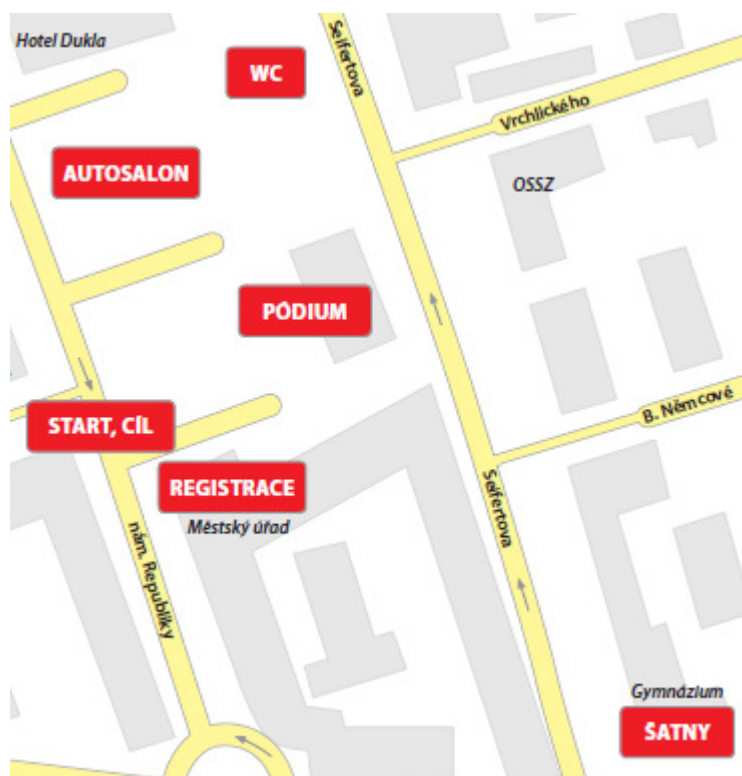 Hotel Dukla
WC
Seifertova
Vrchlického
AUTOSALON
OSSZ
PÓDIUM
START, CÍL
B. Němcové
REGISTRACE
Městský úřad
Seifertova
nám. Republiky
Gymnázium
ŠATNY